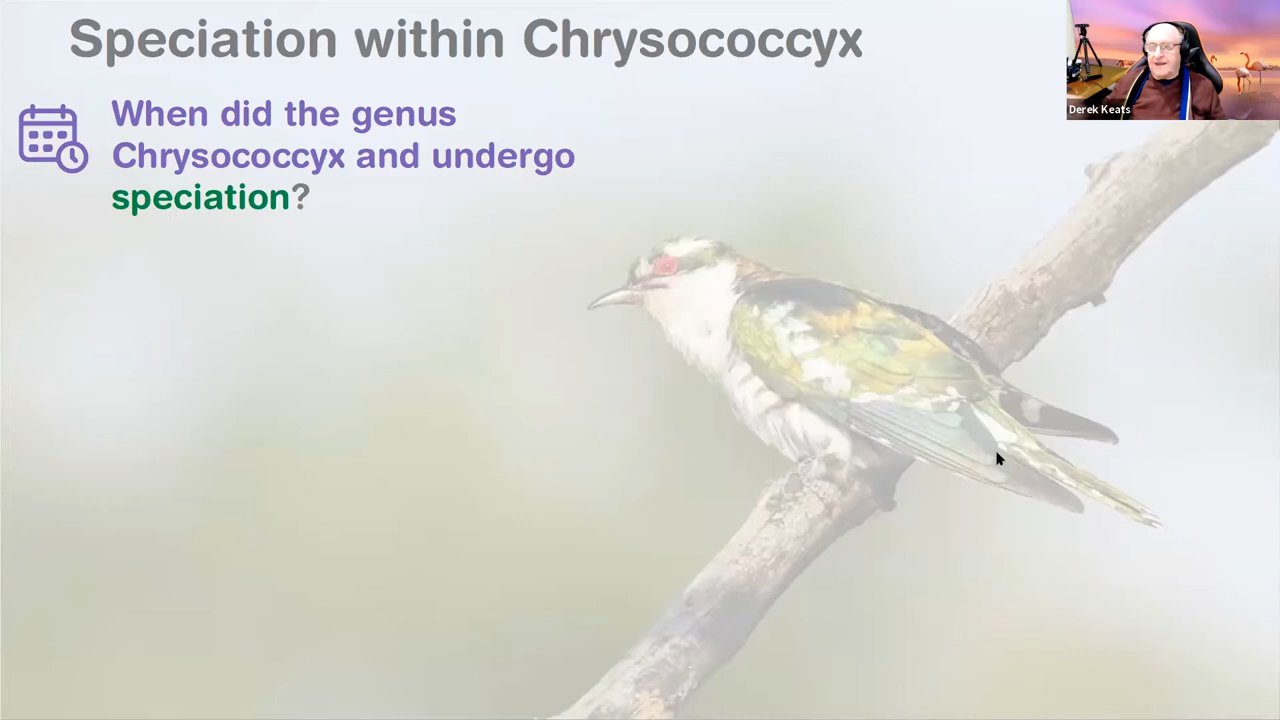 Speciation within Chrysococcyx
When did the genus
Chrysococcyx and undergo
speciation?
Derek Keats